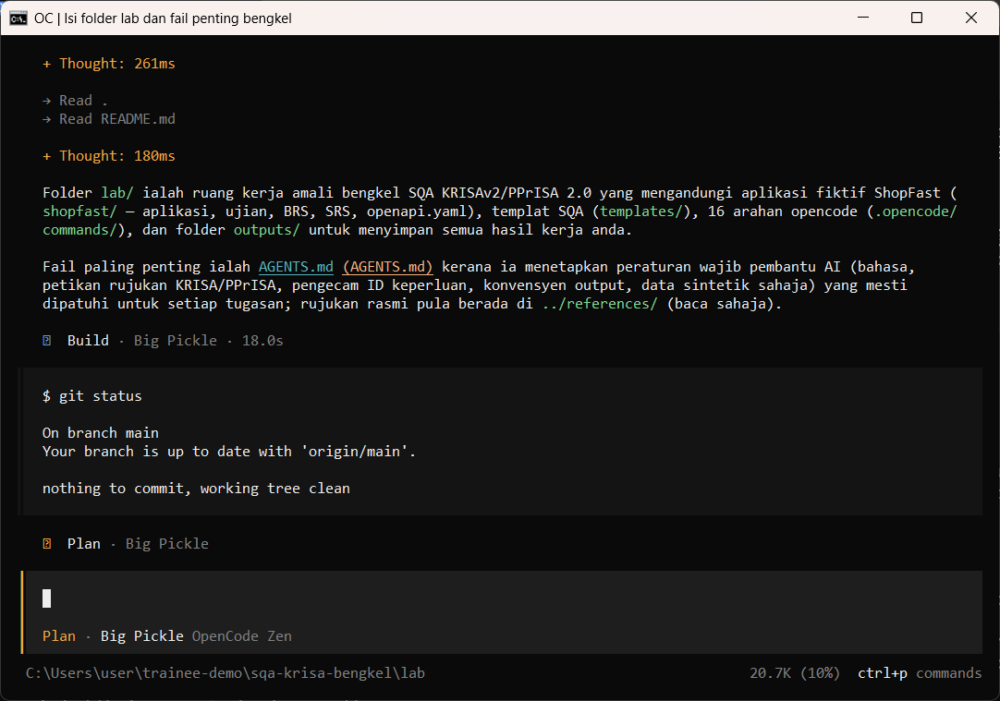 OC | Isi folder lab dan fail penting bengkel
+ Thought: 261ms
→ Read .
→ Read README.md
+ Thought: 180ms
Folder lab/ ialah ruang kerja amali bengkel SQA KRISAv2/PPrISA 2.0 yang mengandungi aplikasi fiktif ShopFast (
shopfast/ — aplikasi, ujian, BRS, SRS, openapi.yaml), templat SQA (templates/), 16 arahan opencode (.opencode/
commands/), dan folder outputs/ untuk menyimpan semua hasil kerja anda.
Fail paling penting ialah AGENTS.md (AGENTS.md) kerana ia menetapkan peraturan wajib pembantu AI (bahasa,
petikan rujukan KRISA/PPrISA, pengecam ID keperluan, konvensyen output, data sintetik sahaja) yang mesti
dipatuhi untuk setiap tugasan; rujukan rasmi pula berada di ../references/ (baca sahaja).
Build · Big Pickle · 18.0s
$ git status
On branch main
Your branch is up to date with 'origin/main'.
nothing to commit, working tree clean
Plan · Big Pickle
Plan · Big Pickle OpenCode Zen
C:\Users\user\trainee-demo\sqa-krisa-bengkel\lab 20.7K (10%) ctrl+p commands